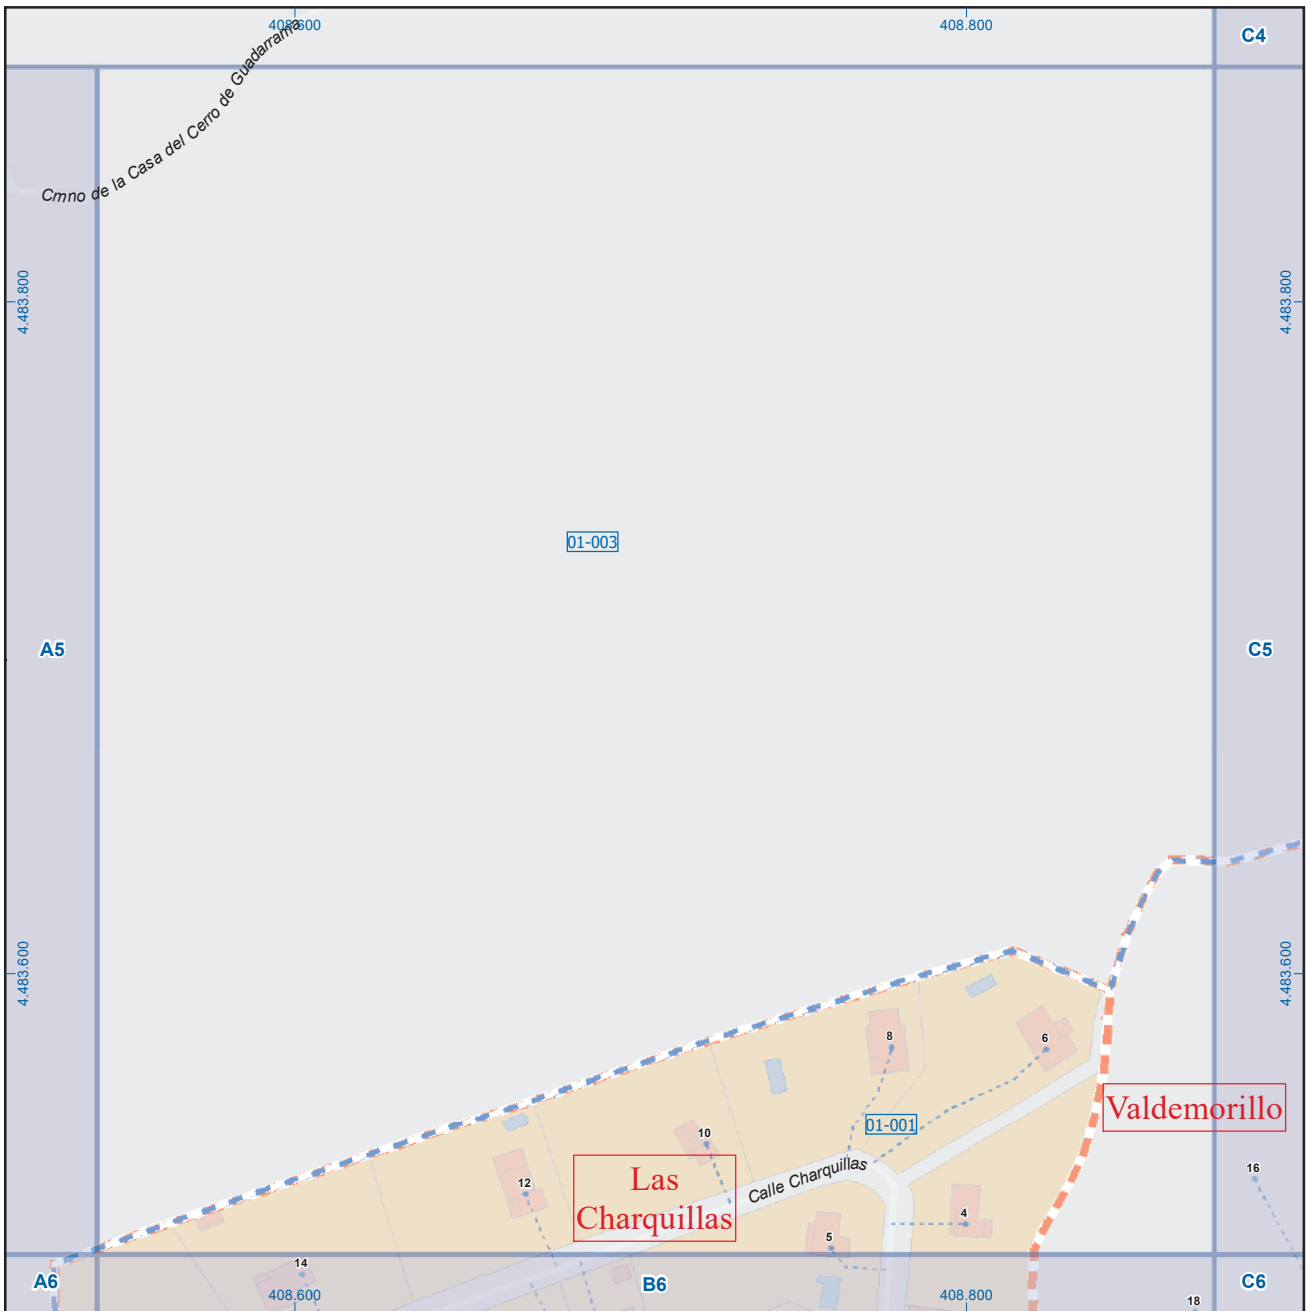 408.600
408.800
C4
Cmno de la Casa del Cerro de Guadarrama
4.483.800
4.483.800
01-003
A5
C5
4.483.600
4.483.600
8
6
Valdemorillo
01-001
10
16
Las
Charquillas
Calle Charquillas
12
4
5
14
A6
B6
C6
408.600
408.800
18